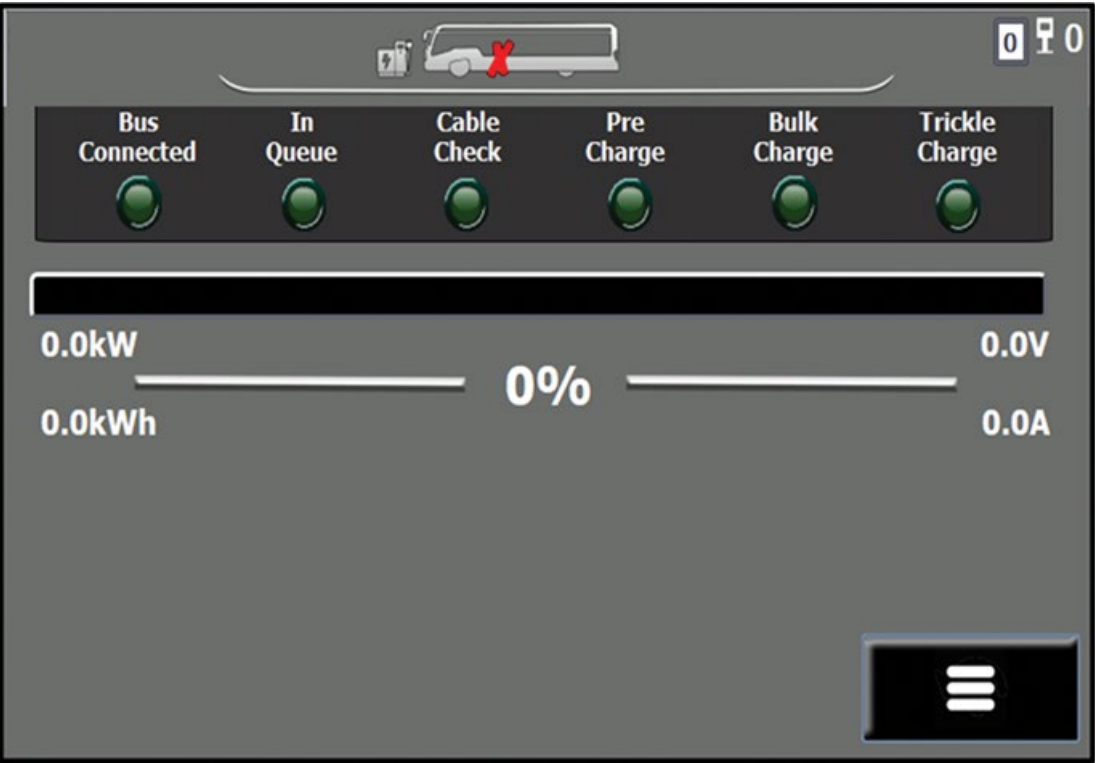 0 0
Bus Connected
In Queue
Cable Check
Pre Charge
Bulk Charge
Trickle Charge
0.0kW
0.0V
0%
0.0kWh
0.0A